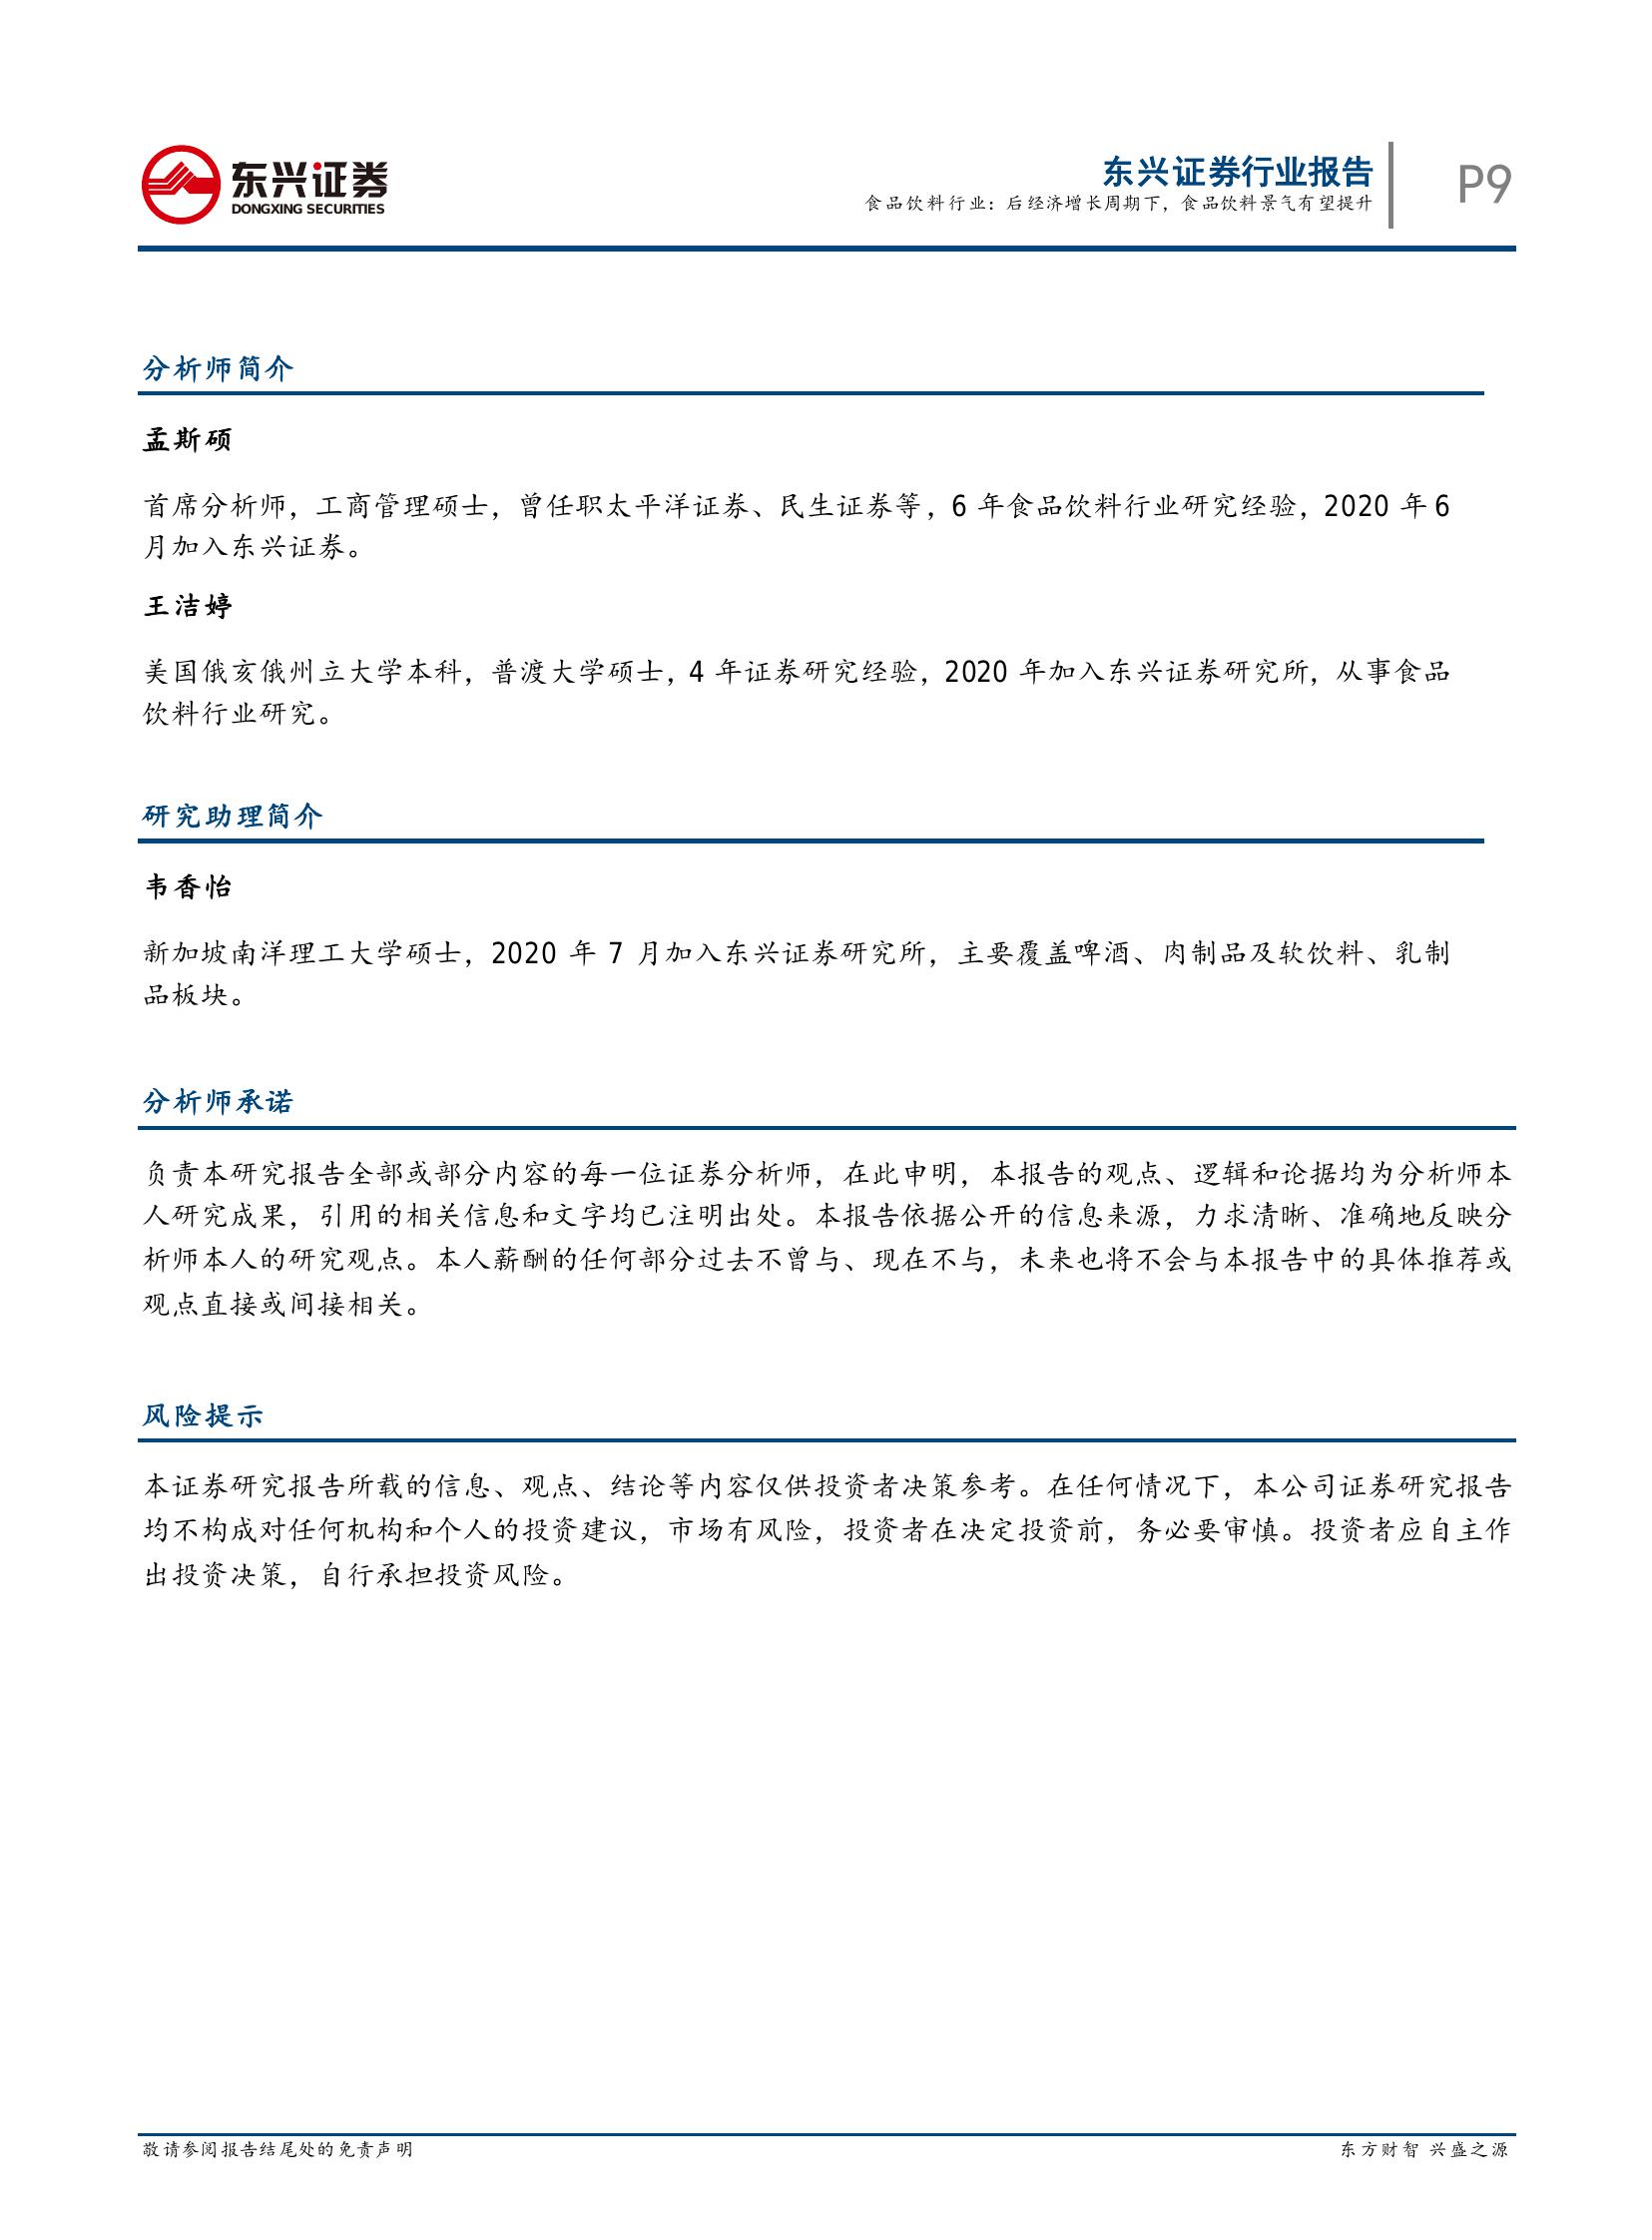 东兴证券
DONGXING SECURITIES
东兴证券行业报告
食品饮料行业：后经济增长周期下，食品饮料景气有望提升
P9
分析师简介
孟斯硕
首席分析师，工商管理硕士，曾任职太平洋证券、民生证券等，6 年食品饮料行业研究经验，2020 年 6
月加入东兴证券。
王洁婷
美国俄亥俄州立大学本科，普渡大学硕士，4 年证券研究经验，2020 年加入东兴证券研究所，从事食品
饮料行业研究。
研究助理简介
韦香怡
新加坡南洋理工大学硕士，2020 年 7 月加入东兴证券研究所，主要覆盖啤酒、肉制品及软饮料、乳制
品板块。
分析师承诺
负责本研究报告全部或部分内容的每一位证券分析师，在此申明，本报告的观点、逻辑和论据均为分析师本
人研究成果，引用的相关信息和文字均已注明出处。本报告依据公开的信息来源，力求清晰、准确地反映分
析师本人的研究观点。本人薪酬的任何部分过去不曾与、现在不与，未来也将不会与本报告中的具体推荐或
观点直接或间接相关。
风险提示
本证券研究报告所载的信息、观点、结论等内容仅供投资者决策参考。在任何情况下，本公司证券研究报告
均不构成对任何机构和个人的投资建议，市场有风险，投资者在决定投资前，务必要审慎。投资者应自主作
出投资决策，自行承担投资风险。
敬请参阅报告结尾处的免责声明
东方财智 兴盛之源